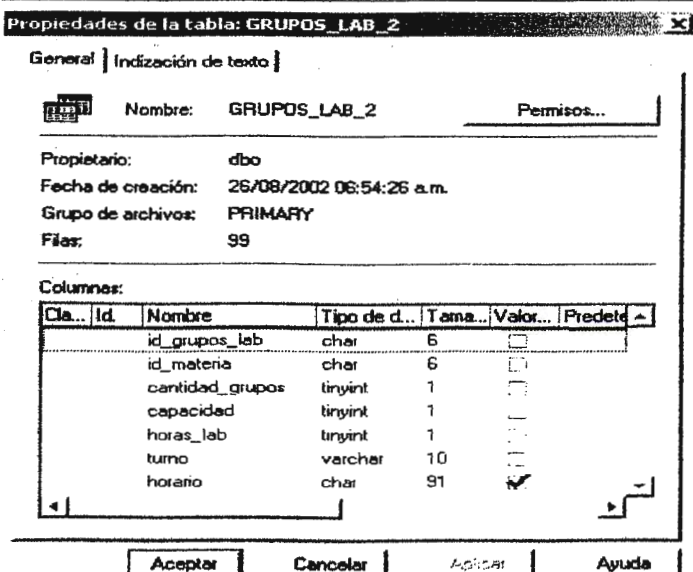 Propiedades de la tabla: GRUPOS_LAB_2
General Indización de texto
Nombre: GRUPOS_LAB_2 Permisos...
Propietario: dbo
Fecha de creación: 26/08/2002 06:54:26 a.m.
Grupo de archivos: PRIMARY
Filas: 99
Columnas:
Cla... Id. Nombre Tipo de d... Tama... Valor... Predete
id_grupos_lab char 6
id_materia char 6
cantidad_grupos tinyint 1
capacidad tinyint 1
horas_lab tinyint 1
turno varchar 10
horario char 91
Aceptar Cancelar Aplicar Ayuda